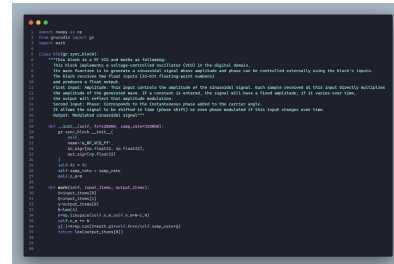 import numpy as np
from gnuradio import gr
import math
class blk(gr.sync_block):
"""This block is a RF VCO and works as following:
This block implements a voltage-controlled oscillator (VCO) in the digital domain.
Its main function is to generate a sinusoidal signal whose amplitude and phase can be controlled externally using the block's inputs.
The block receives two float inputs (32-bit floating-point numbers)
and produces a float output.
First input: Amplitude: This input controls the amplitude of the sinusoidal signal. Each sample received at this input directly multiplies
the amplitude of the generated wave. If a constant is entered, the signal will have a fixed amplitude; if it varies over time,
the output will reflect that amplitude modulation.
Second input: Phase: Corresponds to the instantaneous phase added to the carrier angle.
It allows the signal to be shifted in time (phase shift) or even phase modulated if this input changes over time.
Output: Modulated sinusoidal signal"""
def __init__(self, fc=128000, samp_rate=320000):
gr.sync_block.__init__(
self,
name='e_RF_VCO_ff',
in_sig=[np.float32, np.float32],
out_sig=[np.float32]
)
self.fc = fc
self.samp_rate = samp_rate
self.n_m=0
def work(self, input_items, output_items):
A=input_items[0]
Q=input_items[1]
y=output_items[0]
N=len(A)
n=np.linspace(self.n_m,self.n_m+N-1,N)
self.n_m += N
y[:]=A*np.cos(2*math.pi*self.fc*n/self.samp_rate+Q)
return len(output_items[0])